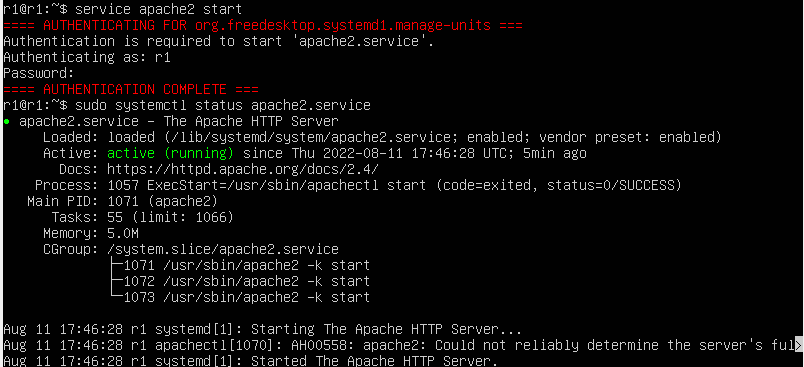 r1@r1:~$ service apache2 start
==== AUTHENTICATING FOR org.freedesktop.systemd1.manage-units ===
Authentication is required to start 'apache2.service'.
Authenticating as: r1
Password:
==== AUTHENTICATION COMPLETE ===
r1@r1:~$ sudo systemctl status apache2.service
● apache2.service - The Apache HTTP Server
     Loaded: loaded (/lib/systemd/system/apache2.service; enabled; vendor preset: enabled)
     Active: active (running) since Thu 2022-08-11 17:46:28 UTC; 5min ago
       Docs: https://httpd.apache.org/docs/2.4/
    Process: 1057 ExecStart=/usr/sbin/apachectl start (code=exited, status=0/SUCCESS)
   Main PID: 1071 (apache2)
      Tasks: 55 (limit: 1066)
     Memory: 5.0M
     CGroup: /system.slice/apache2.service
             ├─1071 /usr/sbin/apache2 -k start
             ├─1072 /usr/sbin/apache2 -k start
             └─1073 /usr/sbin/apache2 -k start

Aug 11 17:46:28 r1 systemd[1]: Starting The Apache HTTP Server...
Aug 11 17:46:28 r1 apachectl[1070]: AH00558: apache2: Could not reliably determine the server's ful>
Aug 11 17:46:28 r1 systemd[1]: Started The Apache HTTP Server.